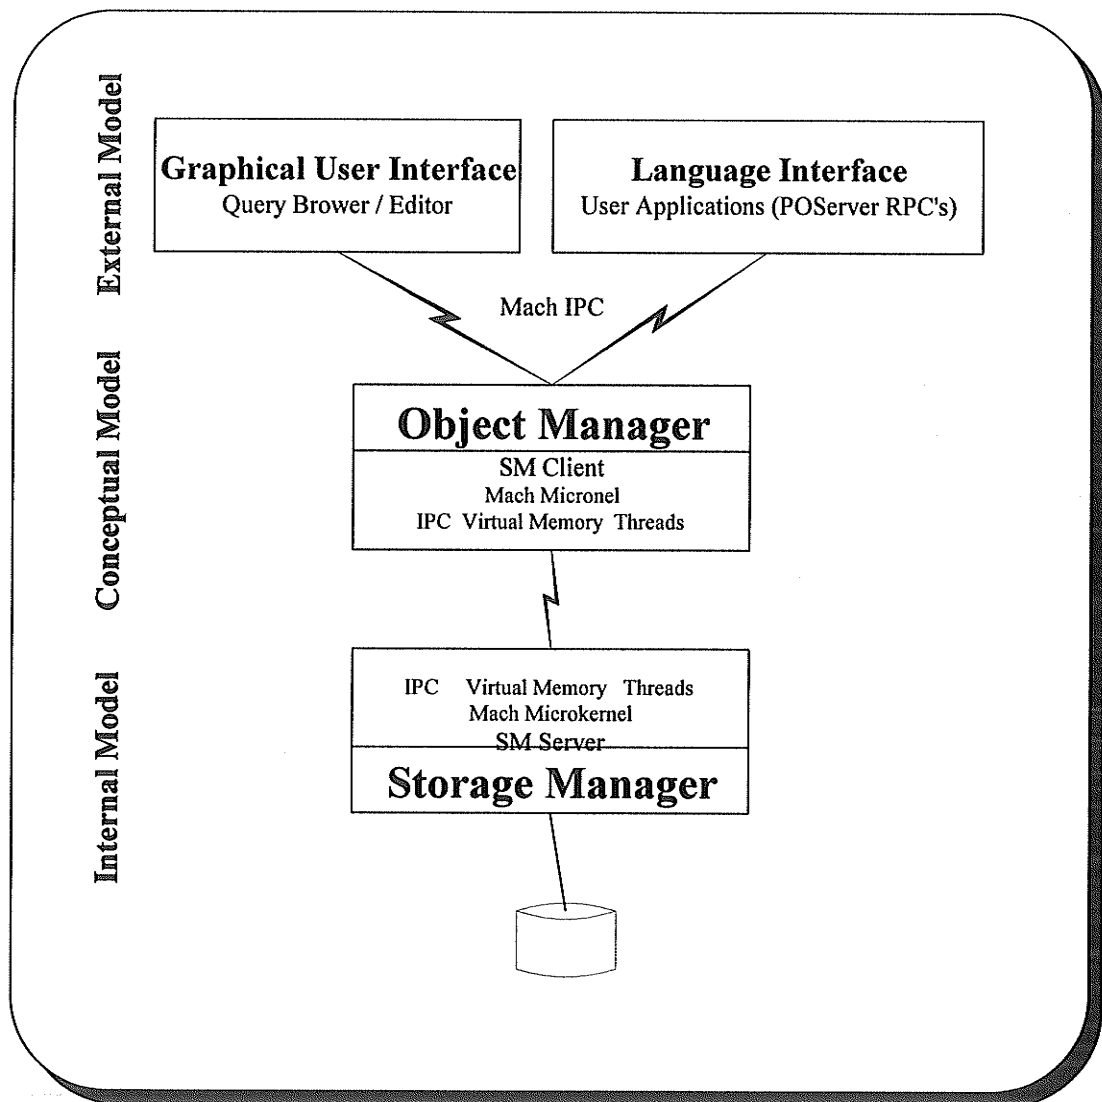 External Model
Graphical User Interface
Query Brower / Editor
Language Interface
User Applications (POServer RPC's)
Mach IPC
Conceptual Model
Object Manager
SM Client
Mach Micronel
IPC Virtual Memory Threads
Internal Model
IPC Virtual Memory Threads
Mach Microkernel
SM Server
Storage Manager